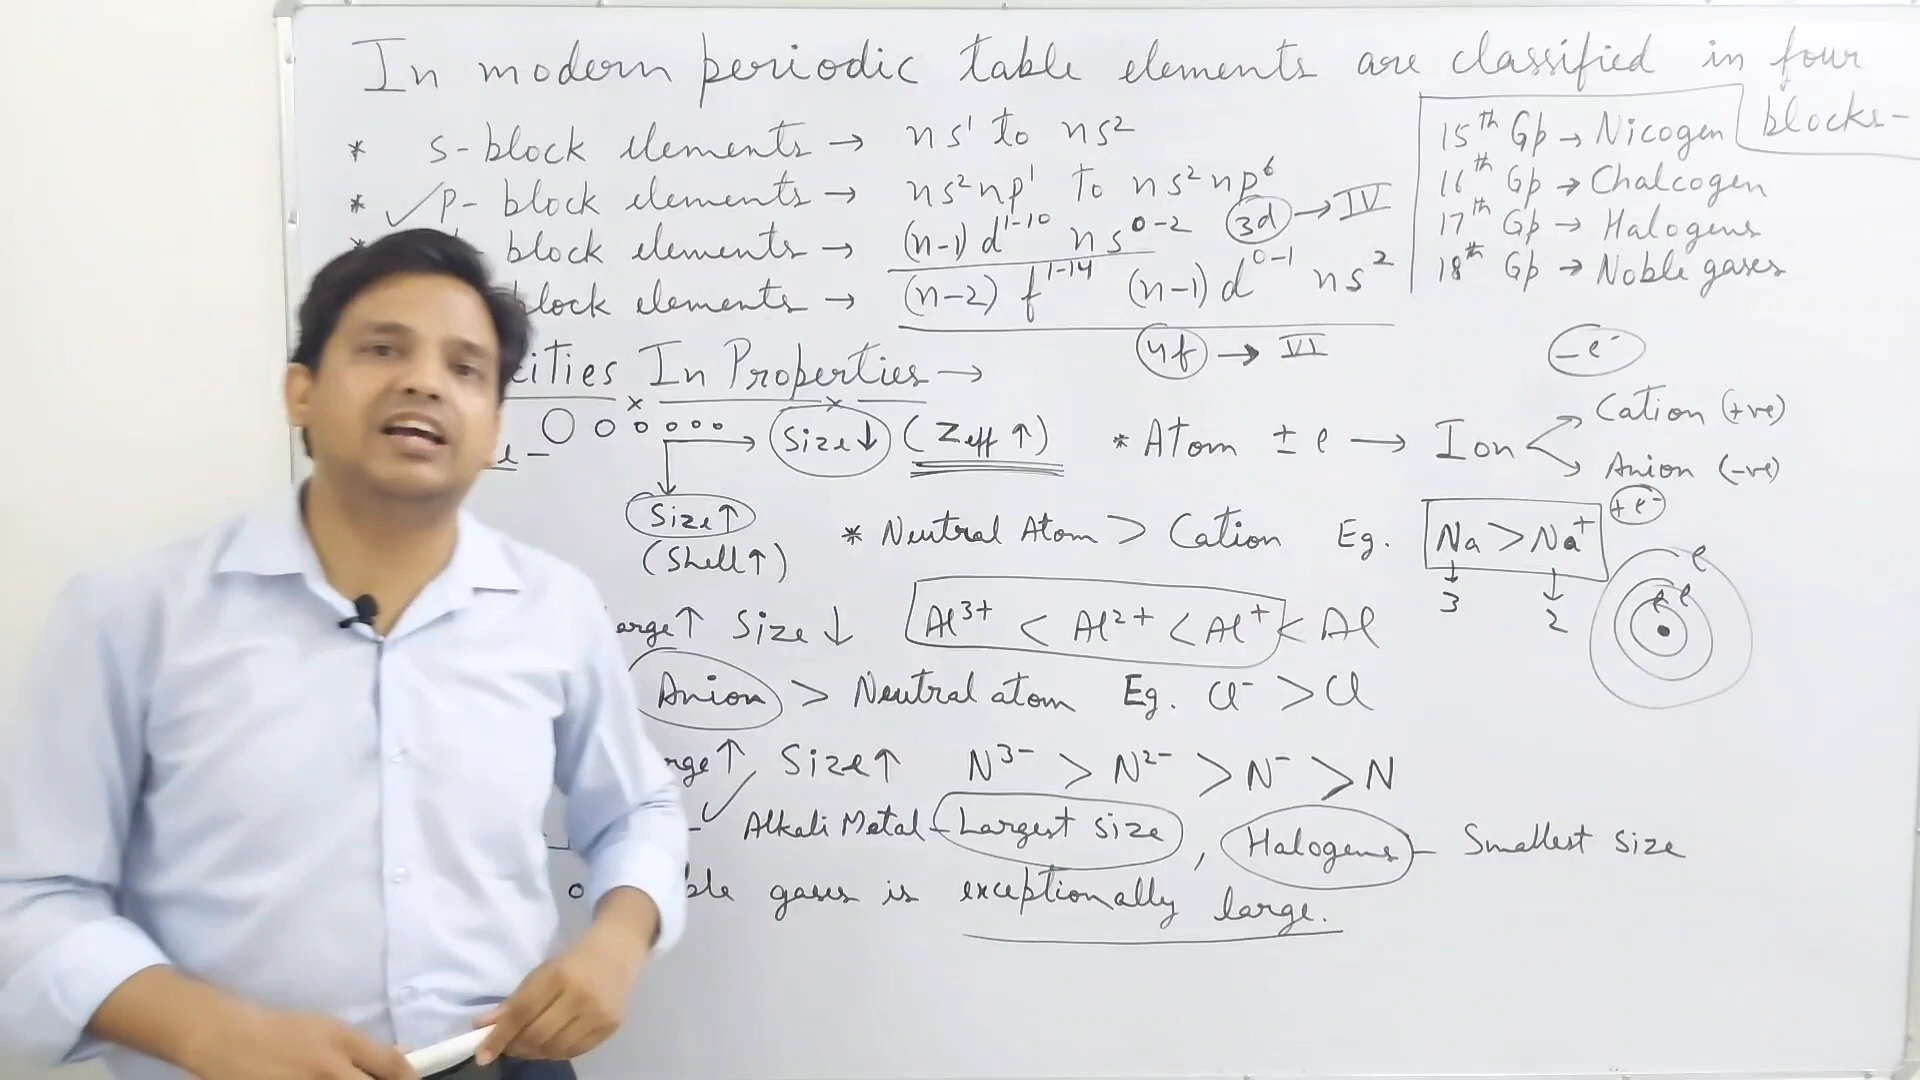 In modern periodic table elements are classified in four
blocks-
* s-block elements → ns¹ to ns²
* ✓p- block elements → ns²np¹ to ns²np⁶
* block elements → (n-1)d¹⁻¹⁰ ns⁰⁻² (3d) → IV
block elements → (n-2)f¹⁻¹⁴ (n-1)d⁰⁻¹ ns²
(4f) → VI
15th Gp → Nicogen
16th Gp → Chalcogen
17th Gp → Halogens
18th Gp → Noble gases
cities In Properties →
Size↓ (Zeff ↑)
Size↑
(Shell↑)
-e⁻
* Atom ± e → Ion
Cation (+ve)
Anion (-ve)
+e⁻
* Neutral Atom > Cation Eg. Na > Na⁺
3 2
e
e e
arge↑ Size↓ Al³⁺ < Al²⁺ < Al⁺ < Al
Anion > Neutral atom Eg. Cl⁻ > Cl
rge↑ Size↑ N³⁻ > N²⁻ > N⁻ > N
- Alkali Metal - Largest size, Halogens - Smallest size
ble gases is exceptionally large.